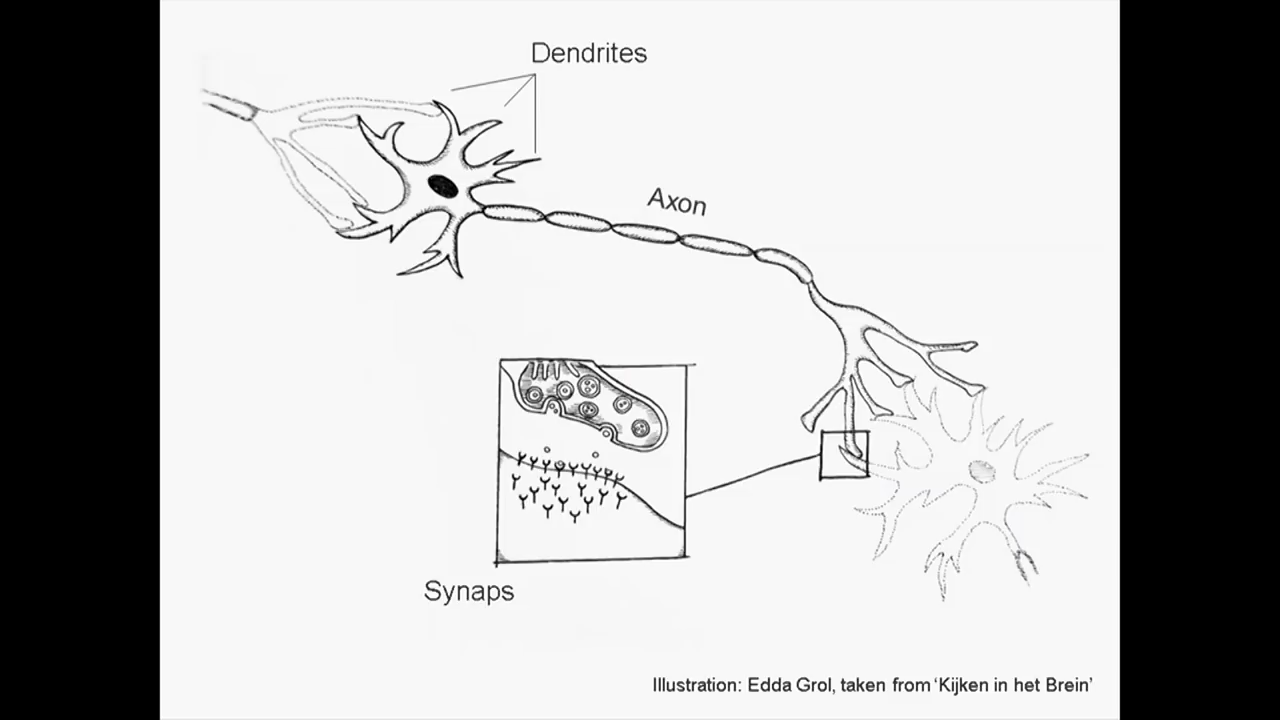 Dendrites
Axon
Synaps
Illustration: Edda Grol, taken from ‘Kijken in het Brein’